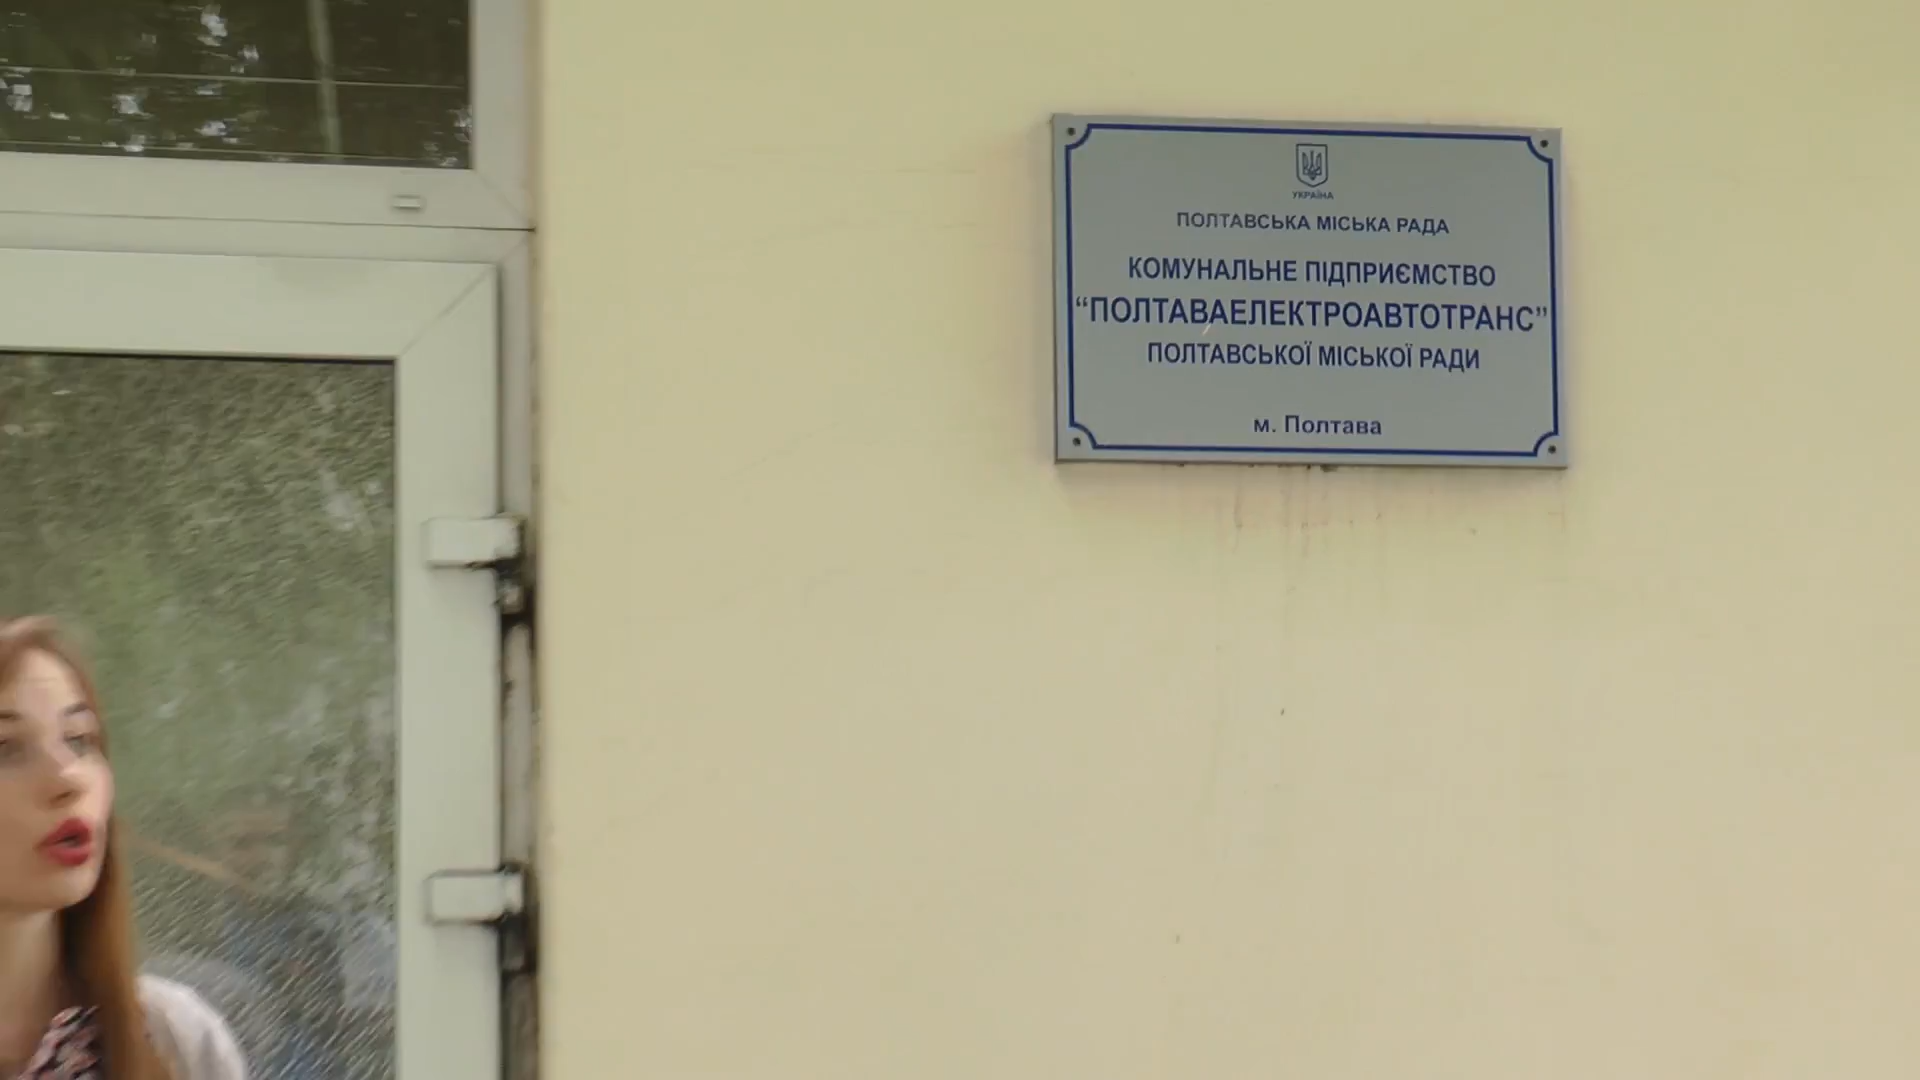 УКРАЇНА
ПОЛТАВСЬКА МІСЬКА РАДА
КОМУНАЛЬНЕ ПІДПРИЄМСТВО
“ПОЛТАВАЕЛЕКТРОАВТОТРАНС”
ПОЛТАВСЬКОЇ МІСЬКОЇ РАДИ
м. Полтава